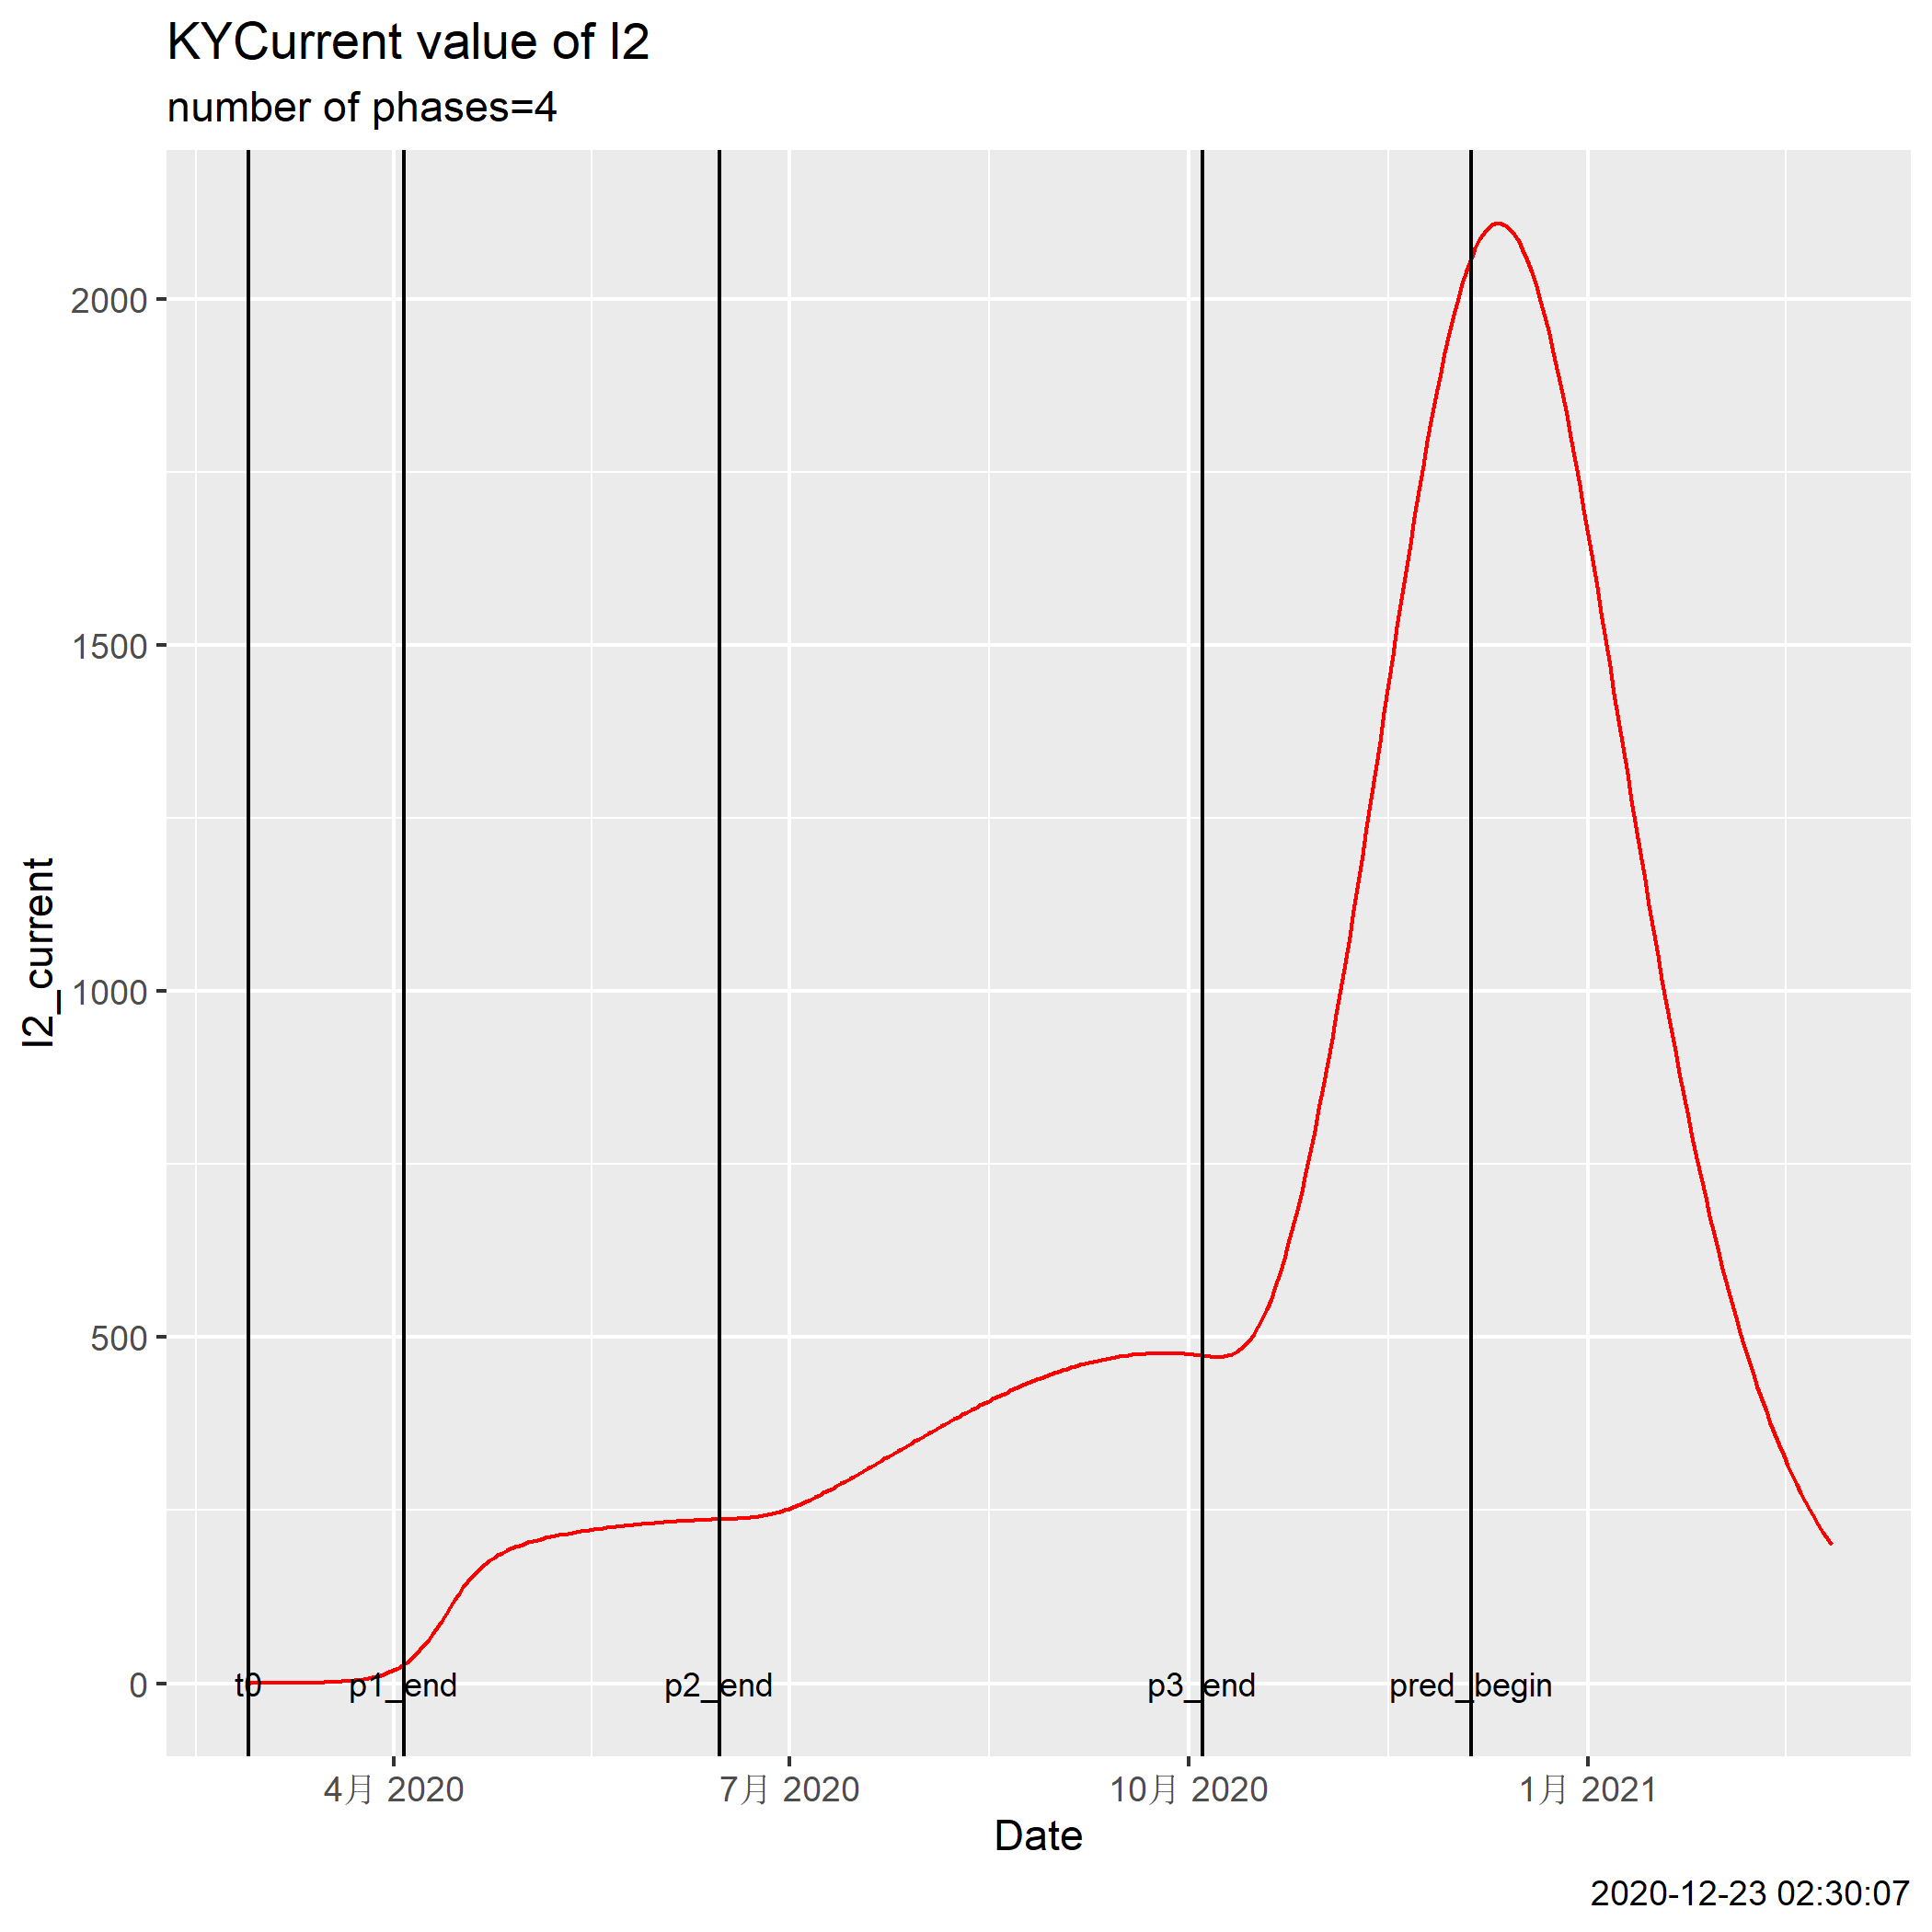 KYCurrent value of I2
number of phases=4
I2_current
2000
1500
1000
500
0
t0
p1_end
p2_end
p3_end
pred_begin
4月 2020
7月 2020
10月 2020
1月 2021
Date
2020-12-23 02:30:07